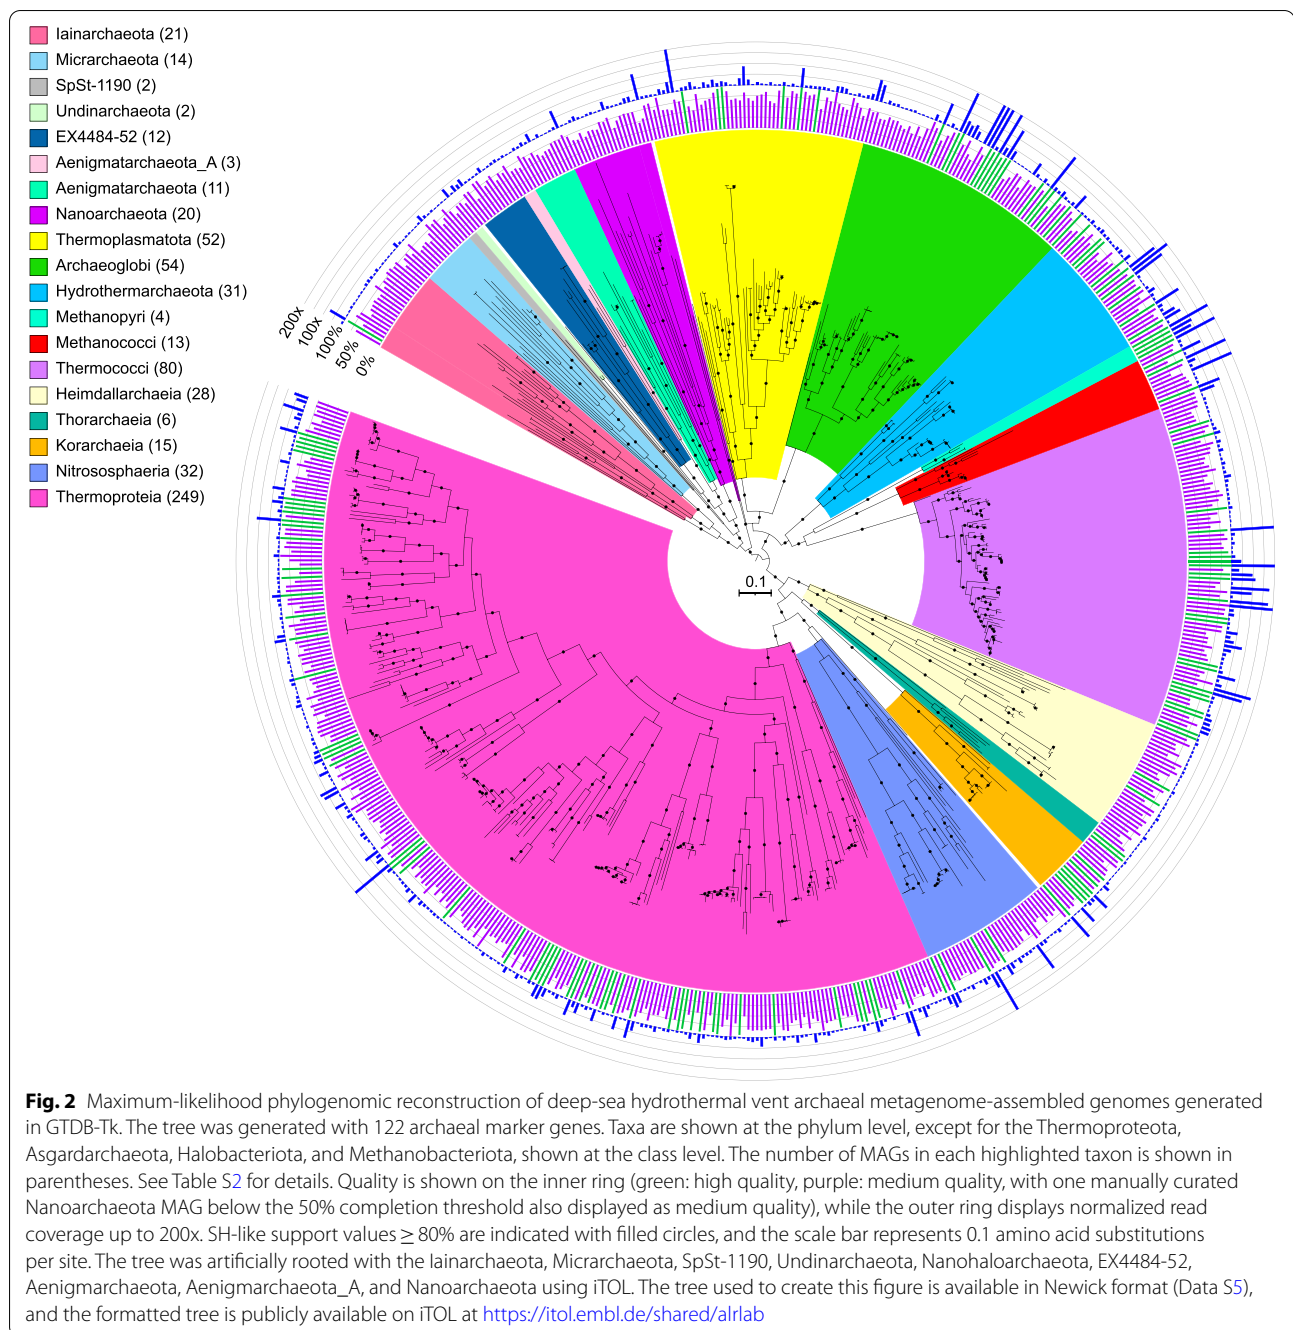 Iainarchaeota (21)
Micrarchaeota (14)
SpSt-1190 (2)
Undinarchaeota (2)
EX4484-52 (12)
Aenigmatarchaeota_A (3)
Aenigmatarchaeota (11)
Nanoarchaeota (20)
Thermoplasmatota (52)
Archaeoglobi (54)
Hydrothermarchaeota (31)
Methanopyri (4)
Methanococci (13)
Thermococci (80)
Heimdallarchaeia (28)
Thorarchaeia (6)
Korarchaeia (15)
Nitrososphaeria (32)
Thermoproteia (249)
200x
100x
100%
50%
0%
0.1
Fig. 2 Maximum-likelihood phylogenomic reconstruction of deep-sea hydrothermal vent archaeal metagenome-assembled genomes generated
in GTDB-Tk. The tree was generated with 122 archaeal marker genes. Taxa are shown at the phylum level, except for the Thermoproteota,
Asgardarchaeota, Halobacteriota, and Methanobacteriota, shown at the class level. The number of MAGs in each highlighted taxon is shown in
parentheses. See Table S2 for details. Quality is shown on the inner ring (green: high quality, purple: medium quality, with one manually curated
Nanoarchaeota MAG below the 50% completion threshold also displayed as medium quality), while the outer ring displays normalized read
coverage up to 200x. SH-like support values ≥ 80% are indicated with filled circles, and the scale bar represents 0.1 amino acid substitutions
per site. The tree was artificially rooted with the Iainarchaeota, Micrarchaeota, SpSt-1190, Undinarchaeota, Nanohaloarchaeota, EX4484-52,
Aenigmarchaeota, Aenigmarchaeota_A, and Nanoarchaeota using iTOL. The tree used to create this figure is available in Newick format (Data S5),
and the formatted tree is publicly available on iTOL at https://itol.embl.de/shared/alrlab